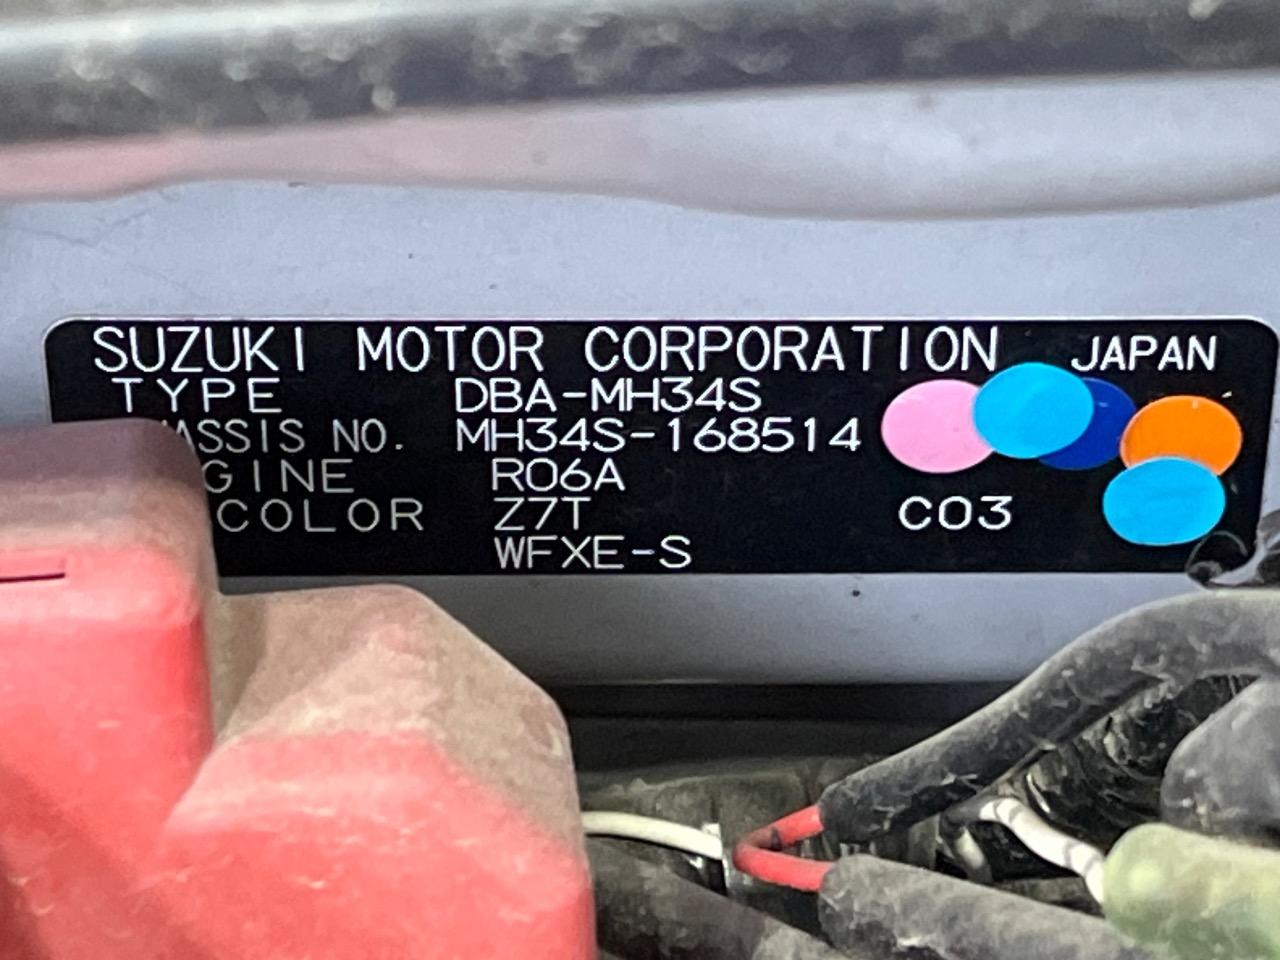 SUZUKI MOTOR CORPORATION JAPAN
TYPE DBA-MH34S
ASSIS NO. MH34S-168514
GINE R06A
COLOR Z7T C03
WFXE-S